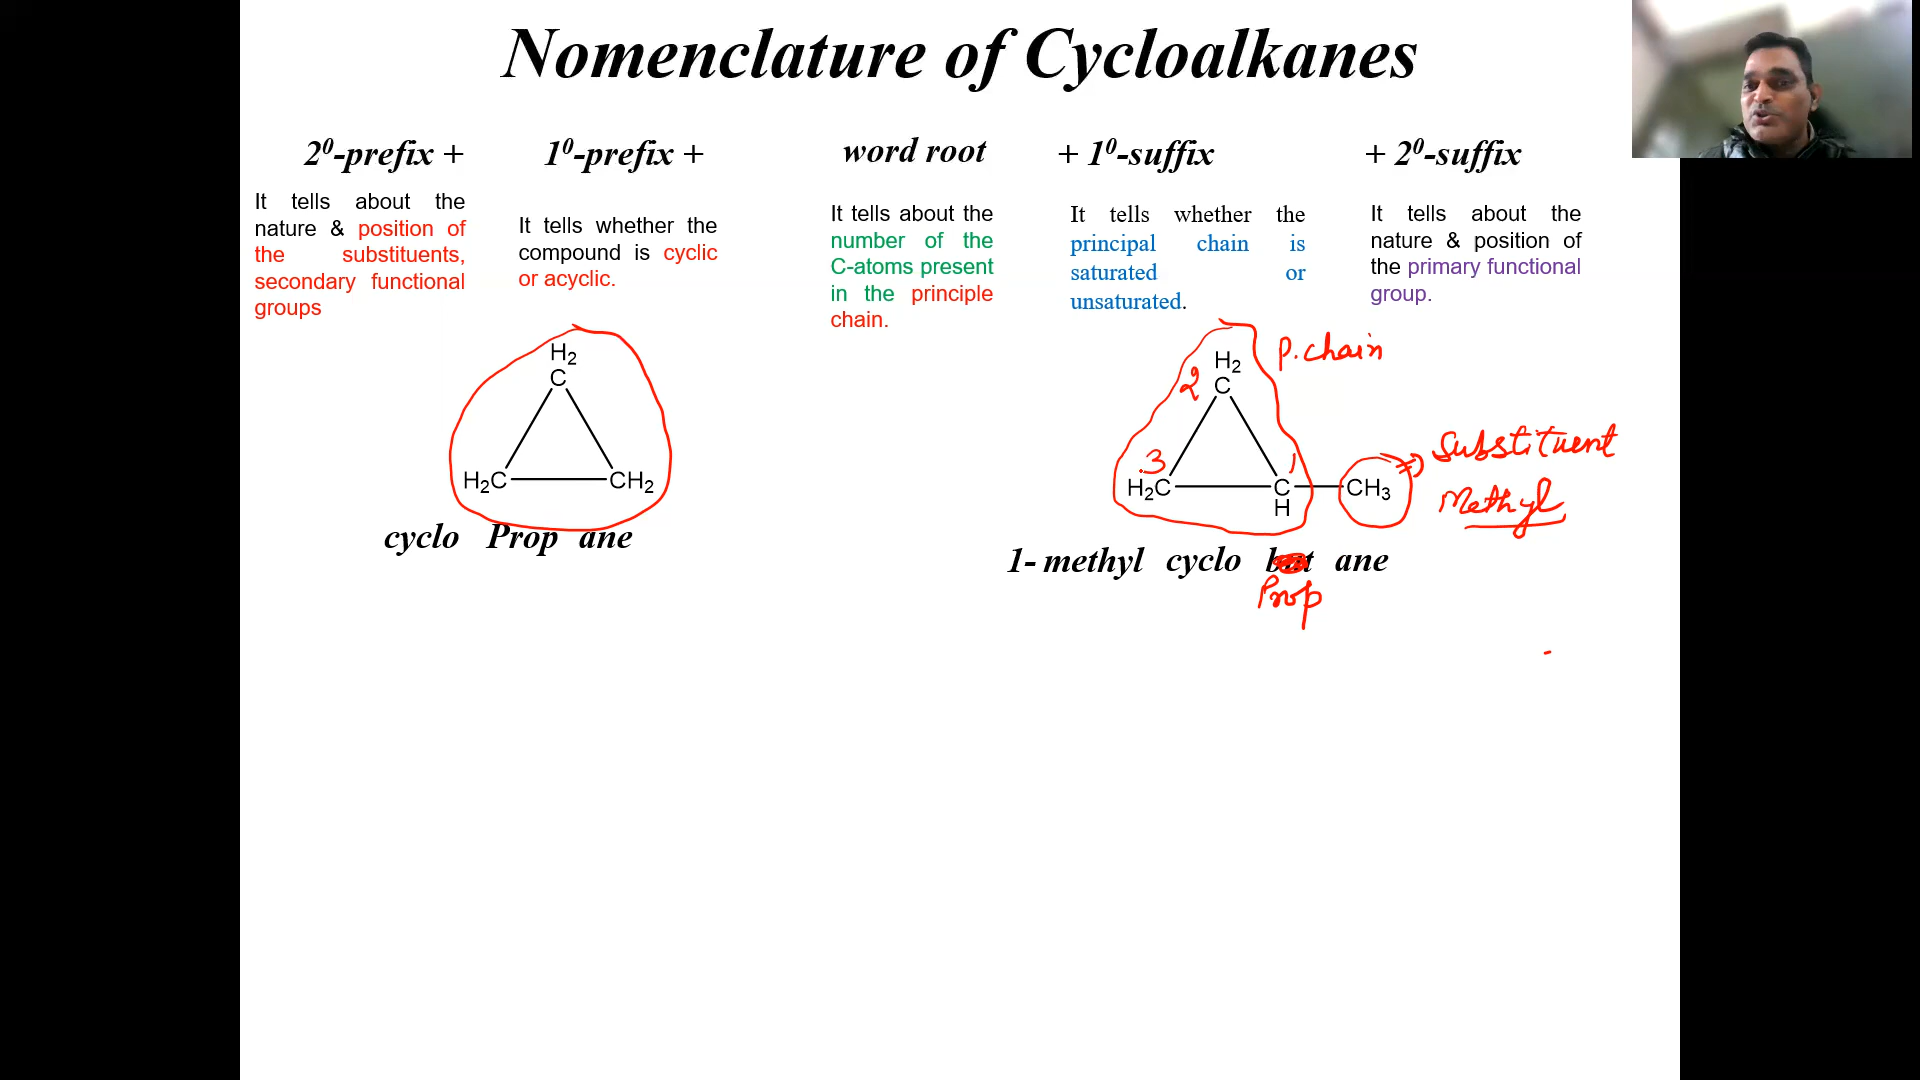 Nomenclature of Cycloalkanes
2⁰-prefix +
It tells about the
nature & position of
the substituents,
secondary functional
groups
1⁰-prefix +
It tells whether the
compound is cyclic
or acyclic.
word root
It tells about the
number of the
C-atoms present
in the principle
chain.
+ 1⁰-suffix
It tells whether the
principal chain is
saturated or
unsaturated.
+ 2⁰-suffix
It tells about the
nature & position of
the primary functional
group.
H₂
C
H₂C CH₂
cyclo Prop ane
P. chain
H₂
2 C
3 1
H₂C C CH₃
H
Substituent
Methyl
1- methyl cyclo ane
Prop